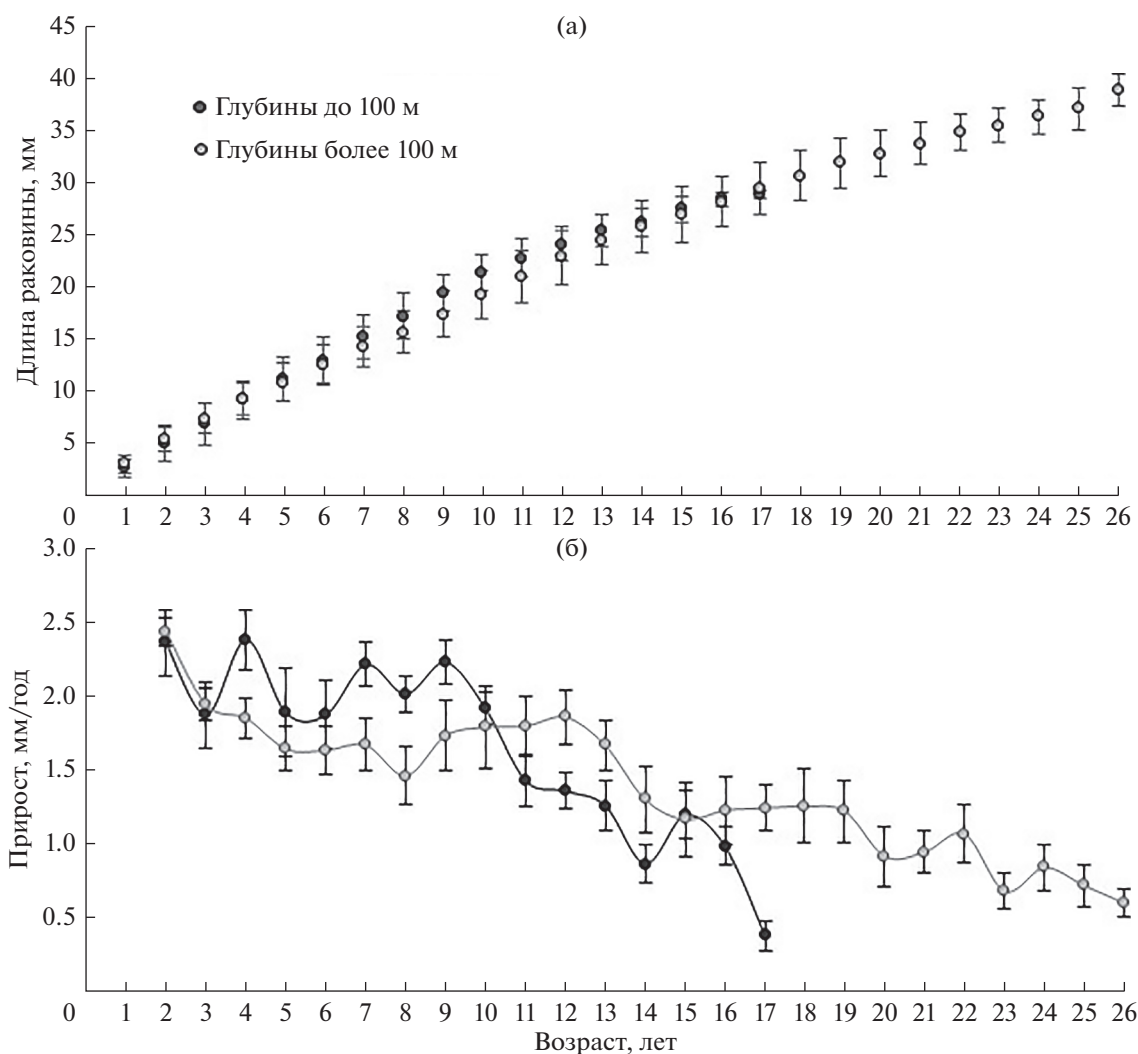 (а)
45
40
35
30
25
20
15
10
5
0
Длина раковины, мм
Глубины до 100 м
Глубины более 100 м
1 2 3 4 5 6 7 8 9 10 11 12 13 14 15 16 17 18 19 20 21 22 23 24 25 26
(б)
3.0
2.5
2.0
1.5
1.0
0.5
0
Прирост, мм/год
1 2 3 4 5 6 7 8 9 10 11 12 13 14 15 16 17 18 19 20 21 22 23 24 25 26
Возраст, лет